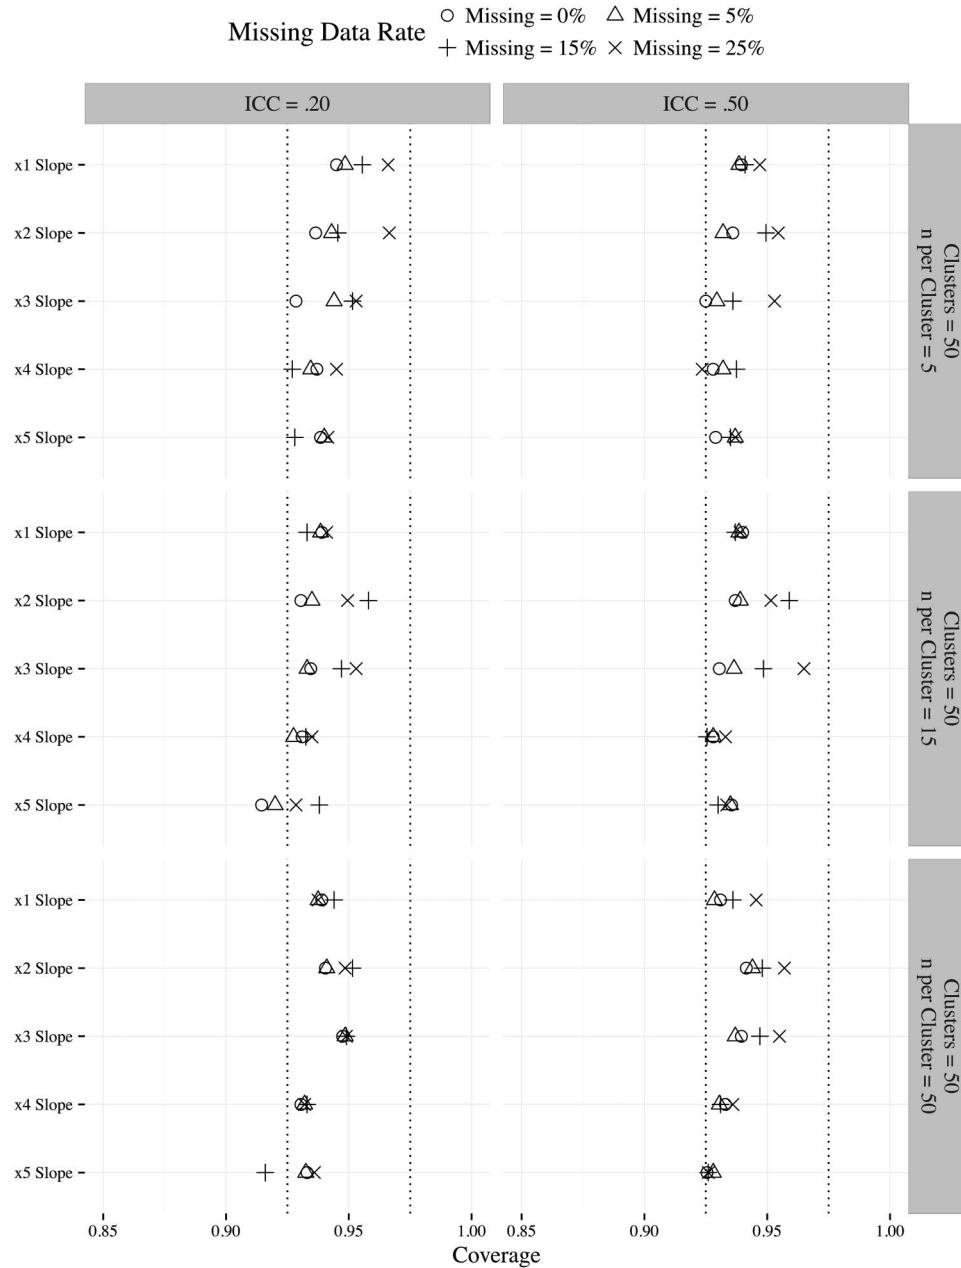 Missing Data Rate
Missing = 0%
Missing = 5%
Missing = 15%
Missing = 25%
ICC = .20
ICC = .50
x1 Slope
x2 Slope
x3 Slope
x4 Slope
x5 Slope
Clusters = 50
n per Cluster = 5
x1 Slope
x2 Slope
x3 Slope
x4 Slope
x5 Slope
Clusters = 50
n per Cluster = 15
x1 Slope
x2 Slope
x3 Slope
x4 Slope
x5 Slope
Clusters = 50
n per Cluster = 50
0.85 0.90 0.95 1.00 0.85 0.90 0.95 1.00
Coverage